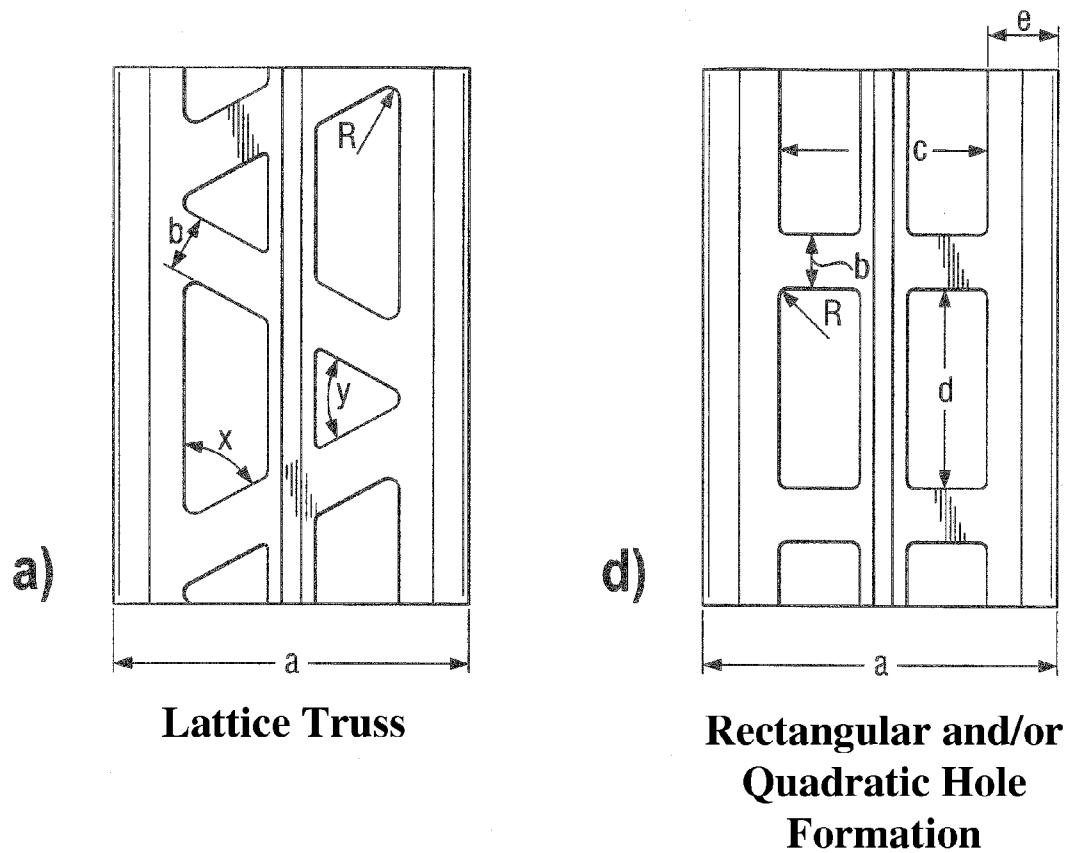 e
R
c
b
b
R
d
y
x
a)
d)
a
a
Lattice Truss
Rectangular and/or
Quadratic Hole
Formation